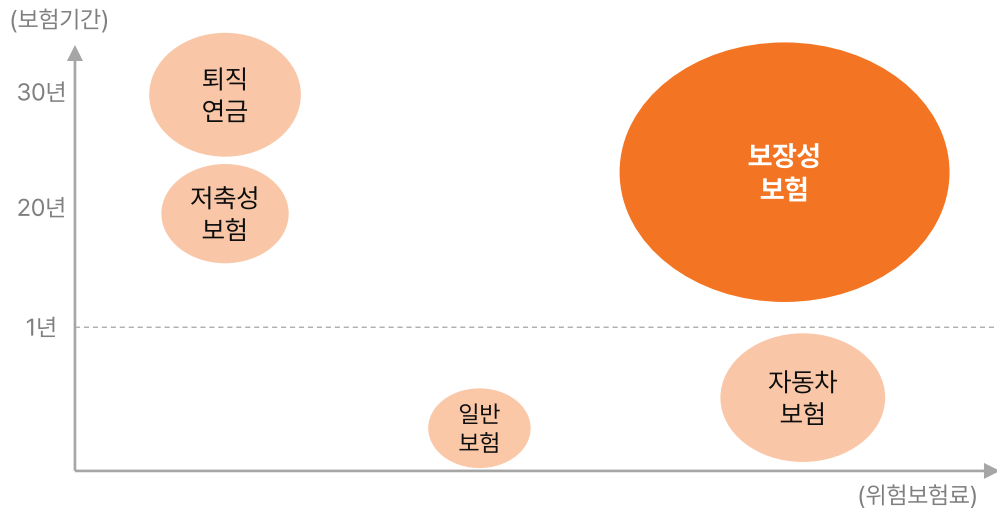 (보험기간)
30년
20년
1년
퇴직
연금
저축성
보험
보장성
보험
일반
보험
자동차
보험
(위험보험료)